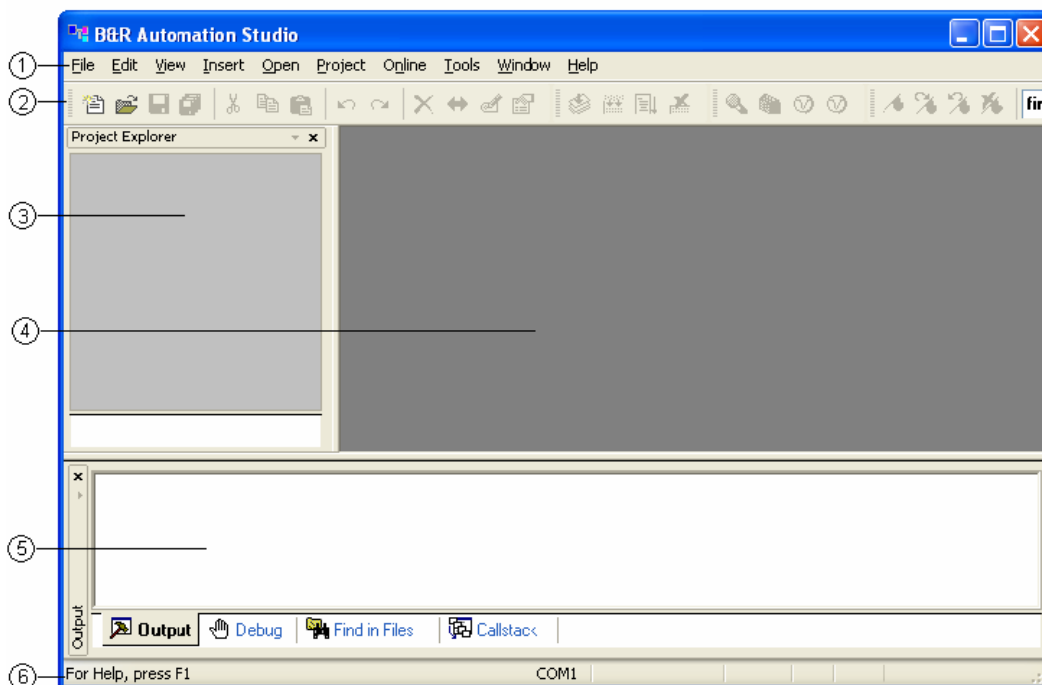 B&R Automation Studio
① File Edit View Insert Open Project Online Tools Window Help
② fir
Project Explorer
③
④
⑤
Output
Output Debug Find in Files Callstack
⑥ For Help, press F1 COM1